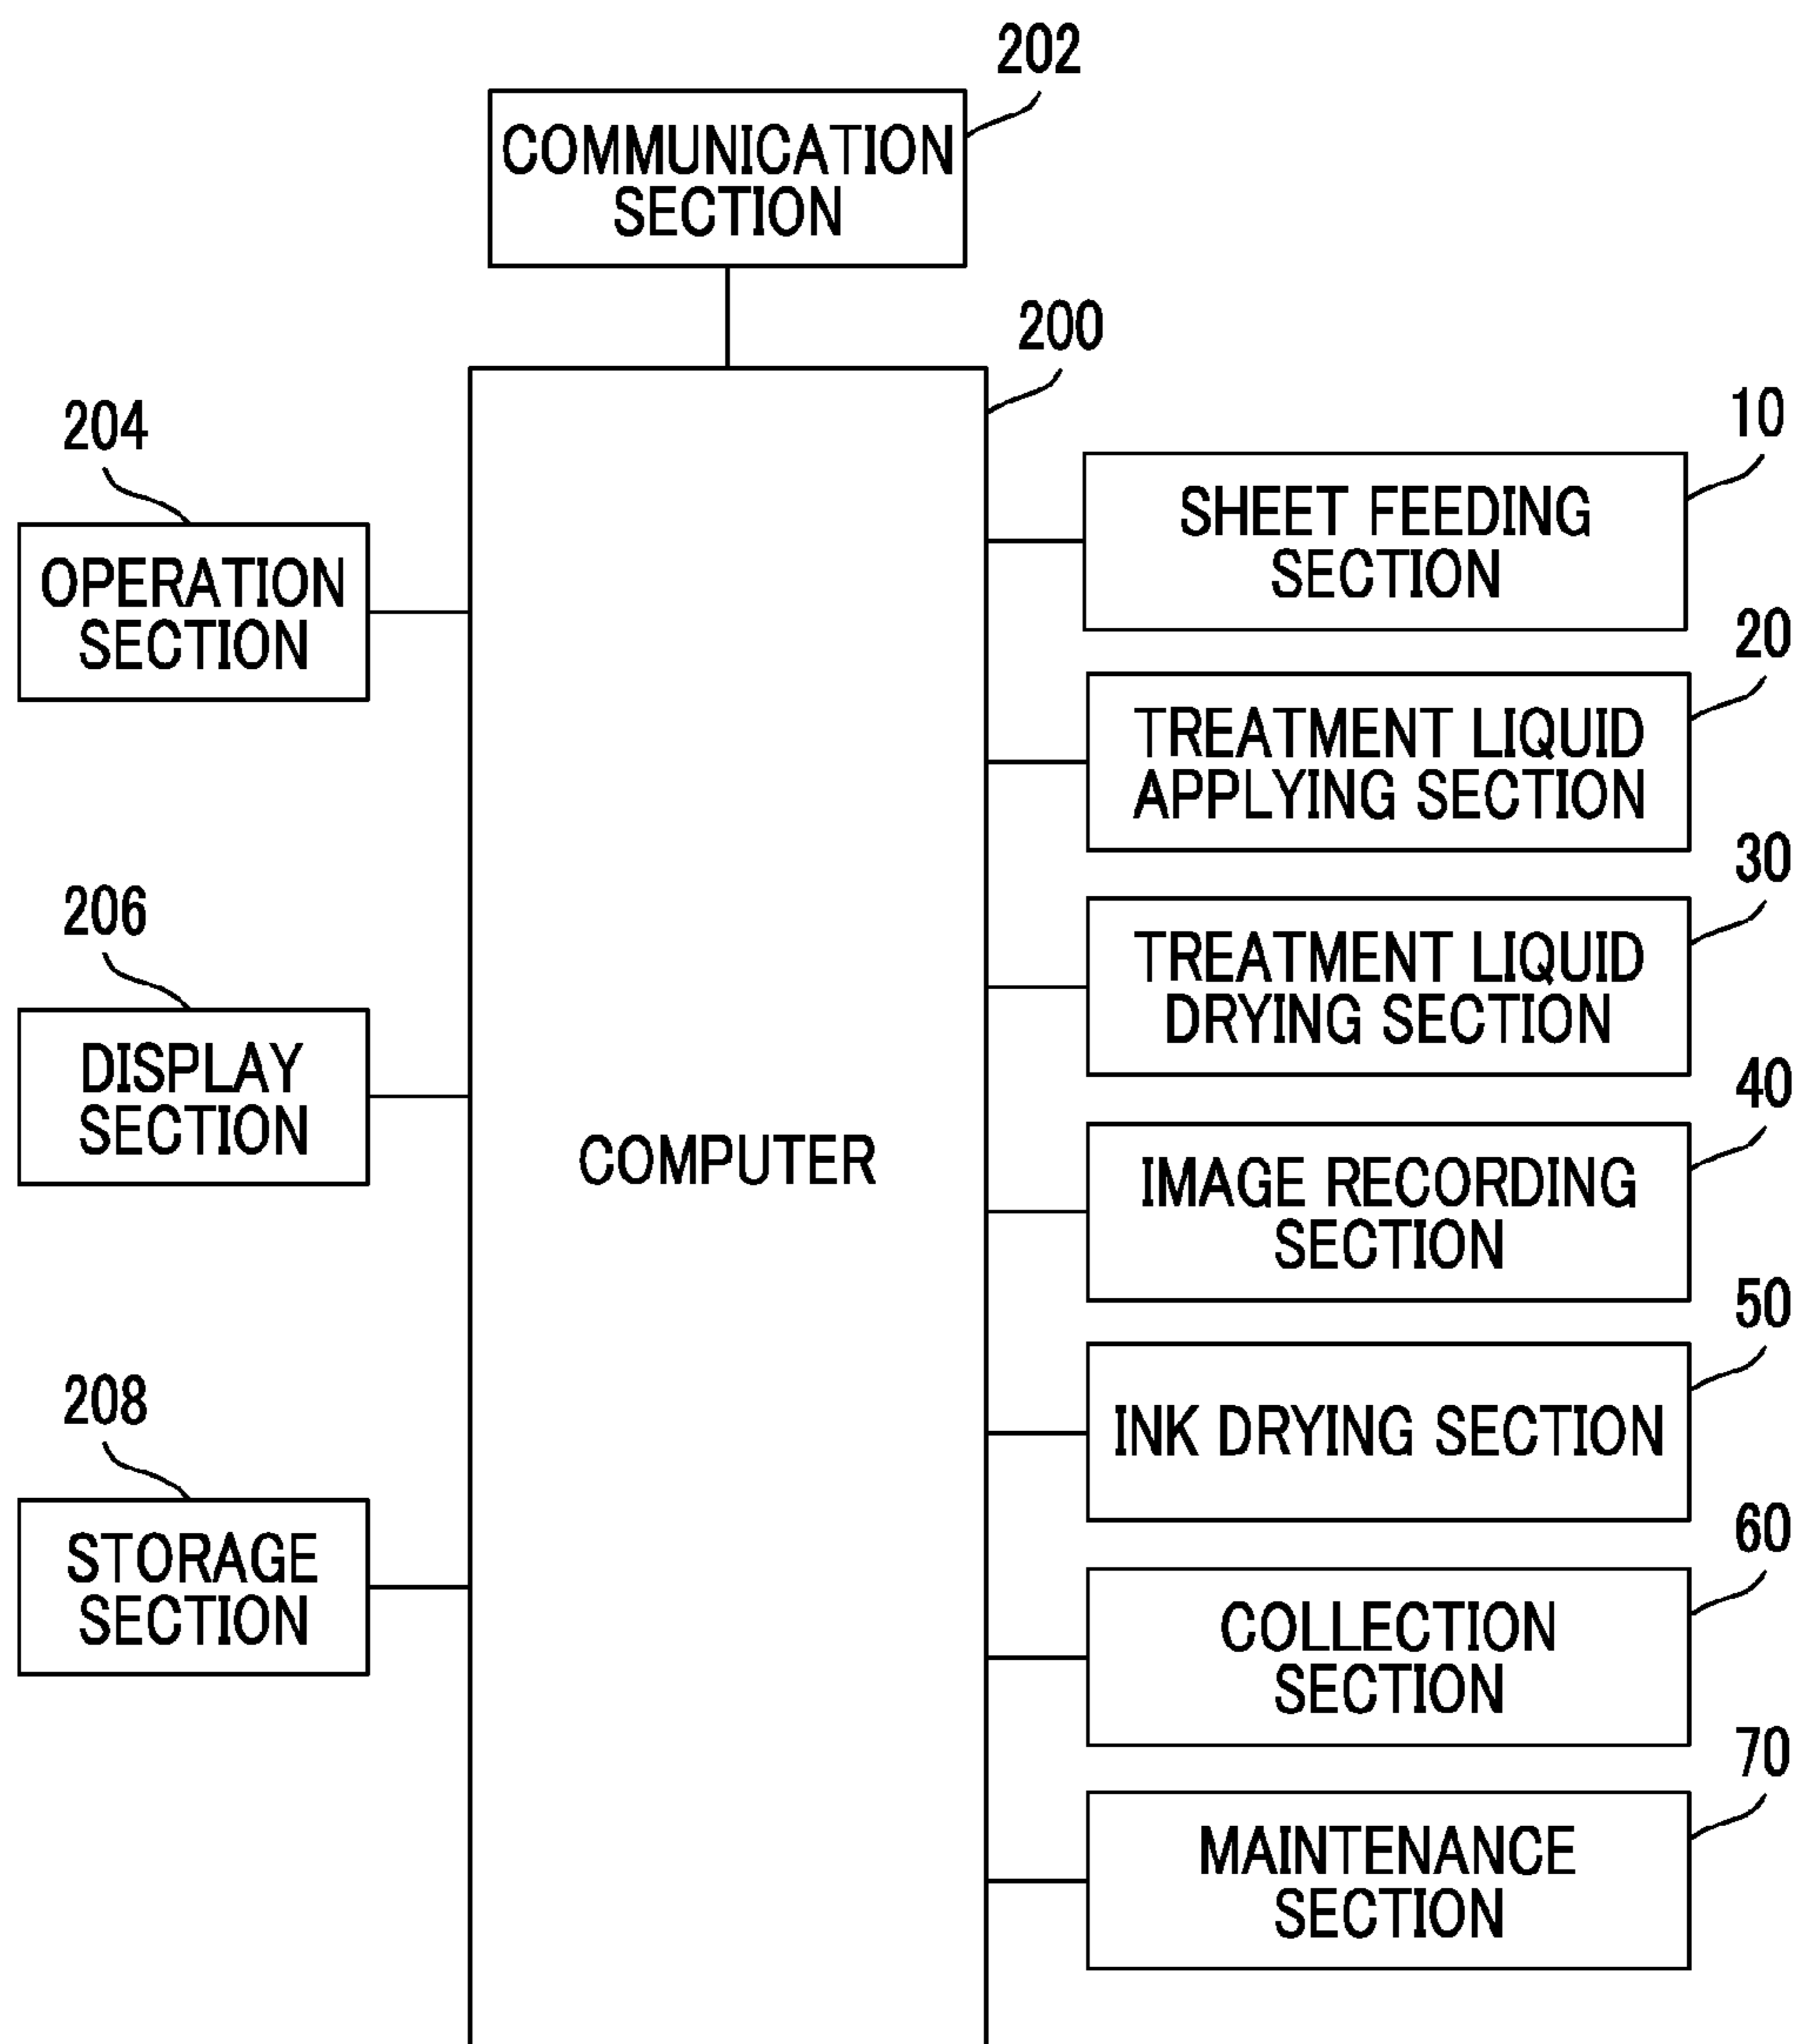 202
COMMUNICATION
SECTION
200
COMPUTER
204
OPERATION
SECTION
206
DISPLAY
SECTION
208
STORAGE
SECTION
10
SHEET FEEDING
SECTION
20
TREATMENT LIQUID
APPLYING SECTION
30
TREATMENT LIQUID
DRYING SECTION
40
IMAGE RECORDING
SECTION
50
INK DRYING SECTION
60
COLLECTION
SECTION
70
MAINTENANCE
SECTION